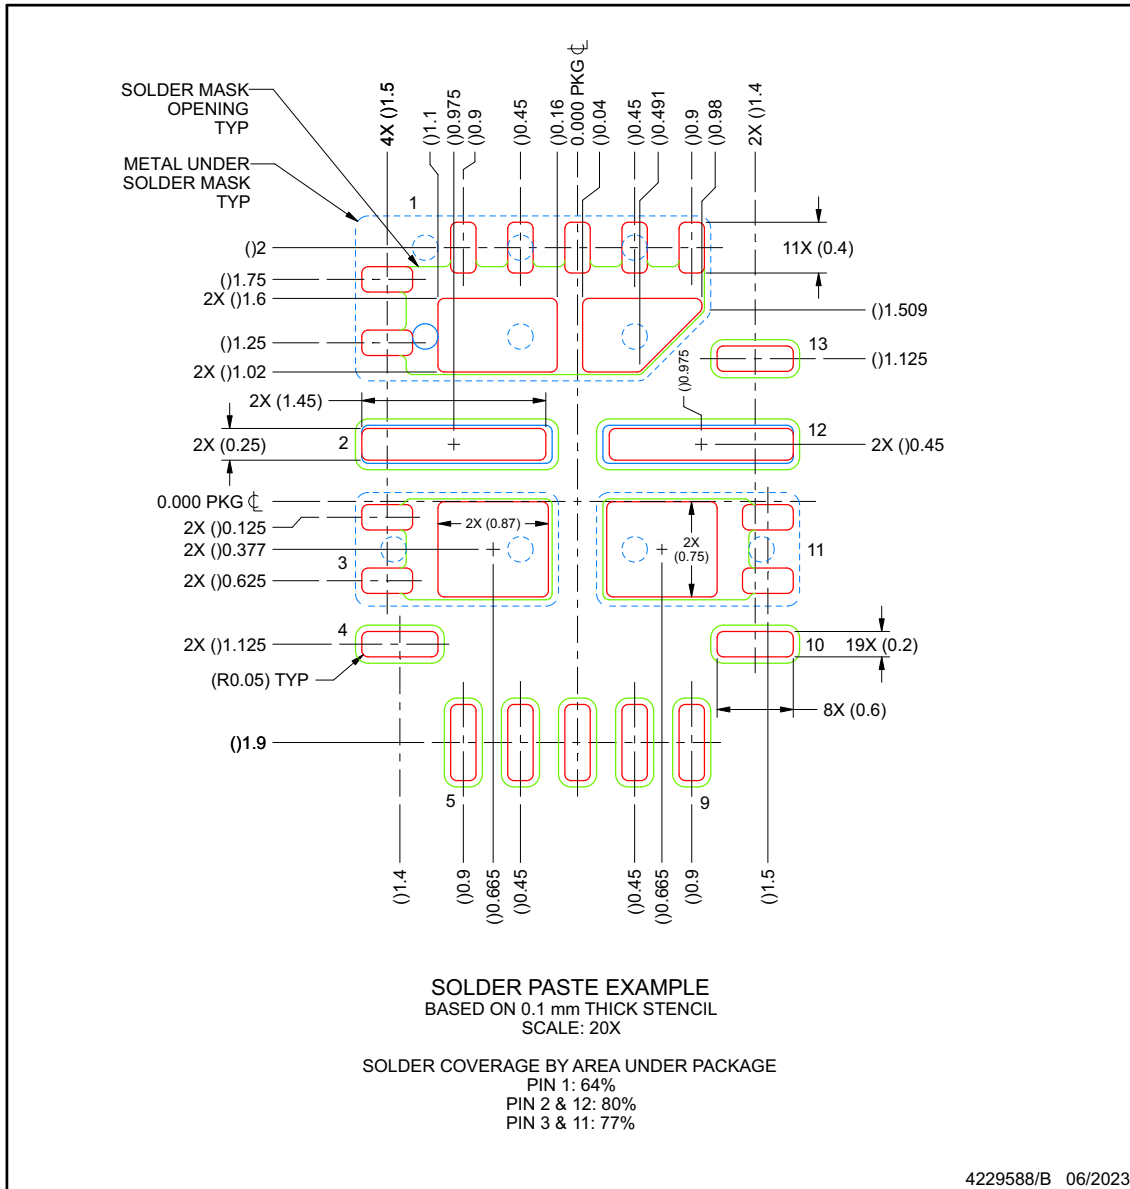 SOLDER MASK
OPENING
TYP
METAL UNDER
SOLDER MASK
TYP
4X ()1.5
()1.1
()0.975
()0.9
()0.45
()0.16
0.000 PKG ℄
()0.04
()0.45
()0.491
()0.9
()0.98
2X ()1.4
1
()2
()1.75
2X ()1.6
()1.25
2X ()1.02
11X (0.4)
()1.509
13
()1.125
()0.975
2X (1.45)
2X (0.25)
2
12
2X ()0.45
0.000 PKG ℄
2X ()0.125
2X ()0.377
2X ()0.625
3
2X (0.87)
2X
(0.75)
11
4
2X ()1.125
(R0.05) TYP
10
19X (0.2)
8X (0.6)
()1.9
5
9
()1.4
()0.9
()0.665
()0.45
()0.45
()0.665
()0.9
()1.5
SOLDER PASTE EXAMPLE
BASED ON 0.1 mm THICK STENCIL
SCALE: 20X
SOLDER COVERAGE BY AREA UNDER PACKAGE
PIN 1: 64%
PIN 2 & 12: 80%
PIN 3 & 11: 77%
4229588/B 06/2023